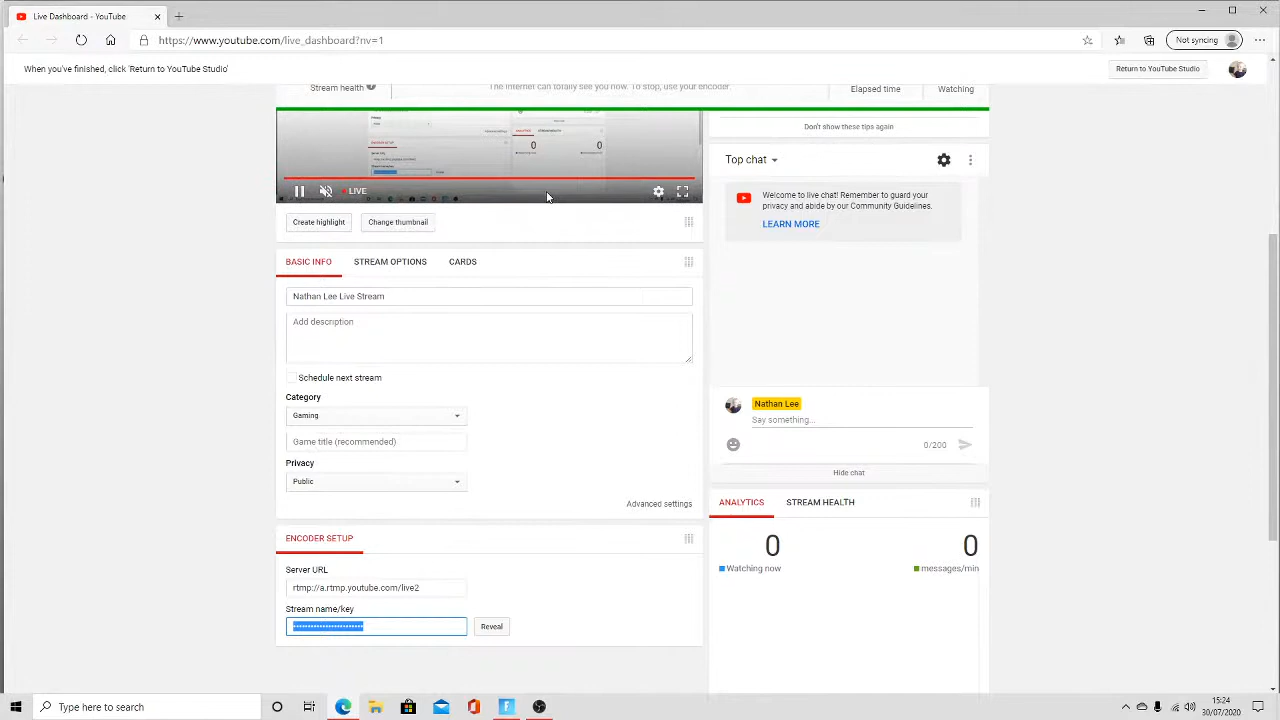 Live Dashboard - YouTube
https://www.youtube.com/live_dashboard?nv=1
Not syncing
When you've finished, click 'Return to YouTube Studio'
Return to YouTube Studio
Stream health
The internet can totally see you now. To stop, use your encoder.
Elapsed time
Watching
Don't show these tips again
LIVE
Create highlight
Change thumbnail
Top chat
Welcome to live chat! Remember to guard your
privacy and abide by our Community Guidelines.
LEARN MORE
BASIC INFO
STREAM OPTIONS
CARDS
Nathan Lee Live Stream
Add description
Schedule next stream
Category
Gaming
Game title (recommended)
Privacy
Public
Advanced settings
Nathan Lee
Say something...
0/200
Hide chat
ANALYTICS
STREAM HEALTH
0
0
Watching now
messages/min
ENCODER SETUP
Server URL
rtmp://a.rtmp.youtube.com/live2
Stream name/key
Reveal
Type here to search
15:24
30/07/2020